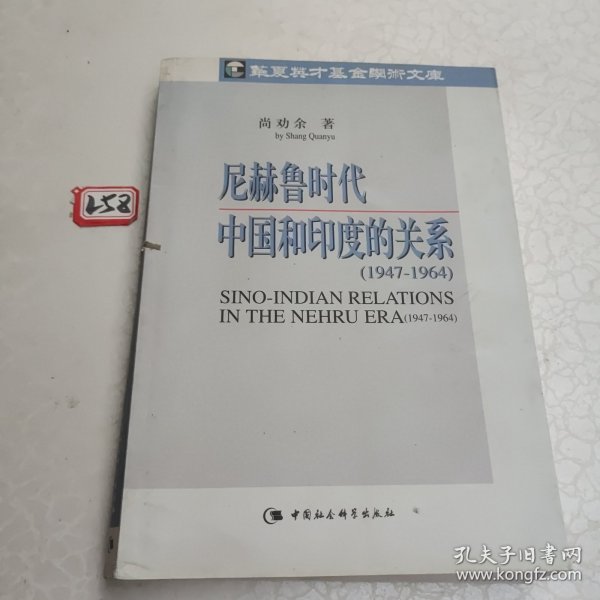 華夏英才基金學術文库
尚劝余 著
by Shang Quanyu
L58
尼赫鲁时代
中国和印度的关系
(1947-1964)
SINO-INDIAN RELATIONS
IN THE NEHRU ERA(1947-1964)
中国社会科学出版社
孔夫子旧书网
www.kongfz.com